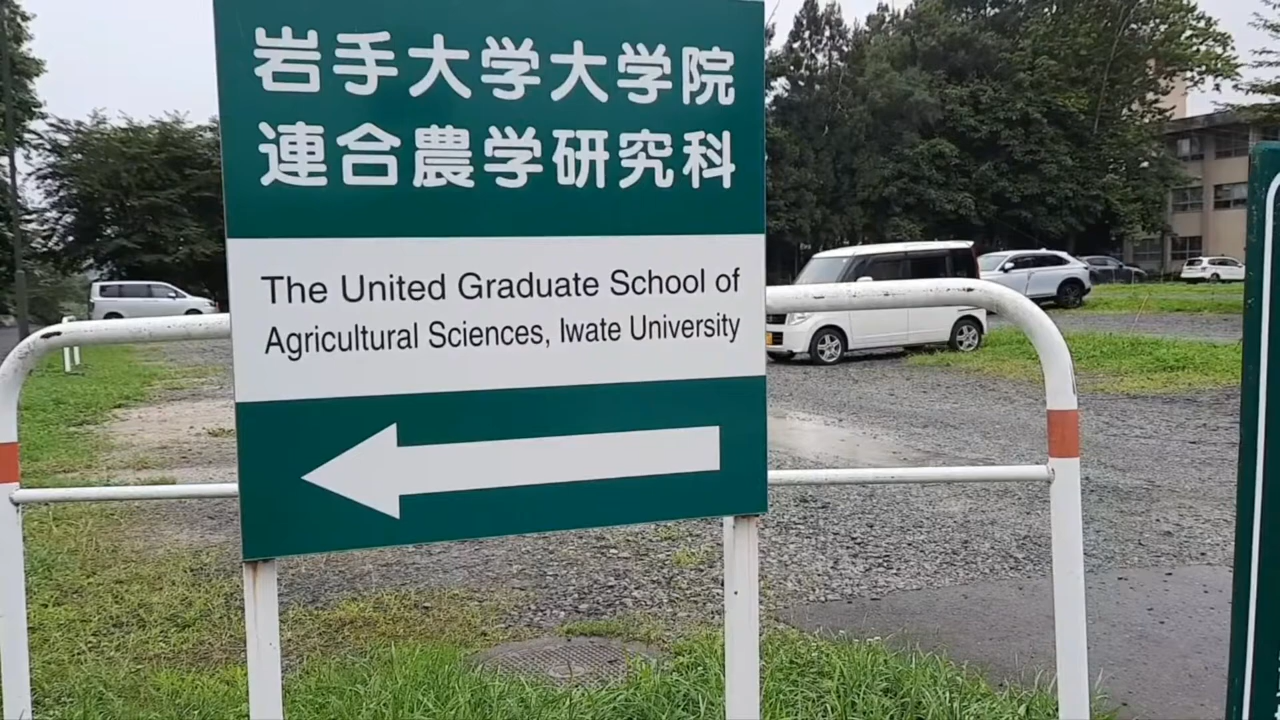 岩手大学大学院
連合農学研究科
The United Graduate School of
Agricultural Sciences, Iwate University